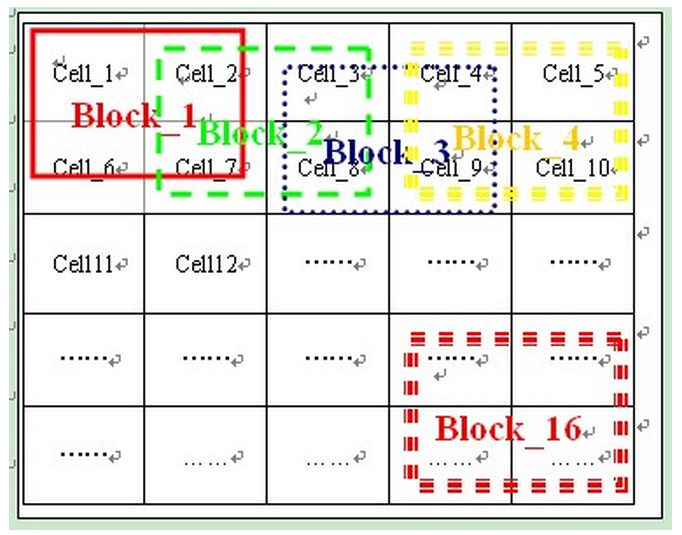 Cell_1 Cell_2 Cell_3 Cell_4 Cell_5
Block_1 Block_2 Block_3 Block_4
Cell_6 Cell_7 Cell_8 Cell_9 Cell_10
Cell11 Cell12 …… …… ……
…… …… …… …… ……
Block_16
…… …… …… …… ……